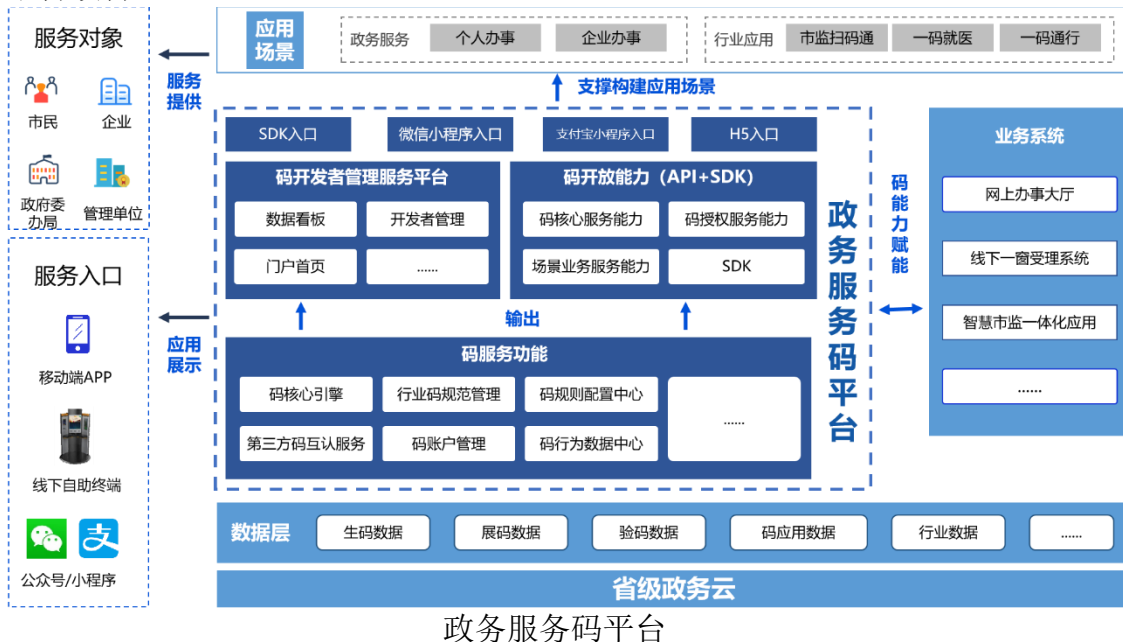 服务对象
市民
企业
政府委
办局
管理单位
服务入口
移动端APP
线下自助终端
公众号/小程序
服务
提供
应用
展示
应用
场景
政务服务
个人办事
企业办事
行业应用
市监扫码通
一码就医
一码通行
支撑构建应用场景
SDK入口
微信小程序入口
支付宝小程序入口
H5入口
码开发者管理服务平台
数据看板
开发者管理
门户首页
......
码开放能力（API+SDK）
码核心服务能力
码授权服务能力
场景业务服务能力
SDK
输出
码服务功能
码核心引擎
行业码规范管理
码规则配置中心
第三方码互认服务
码账户管理
码行为数据中心
......
政务服务码平台
码能力赋能
业务系统
网上办事大厅
线下一窗受理系统
智慧市监一体化应用
......
数据层
生码数据
展码数据
验码数据
码应用数据
行业数据
......
省级政务云
政务服务码平台